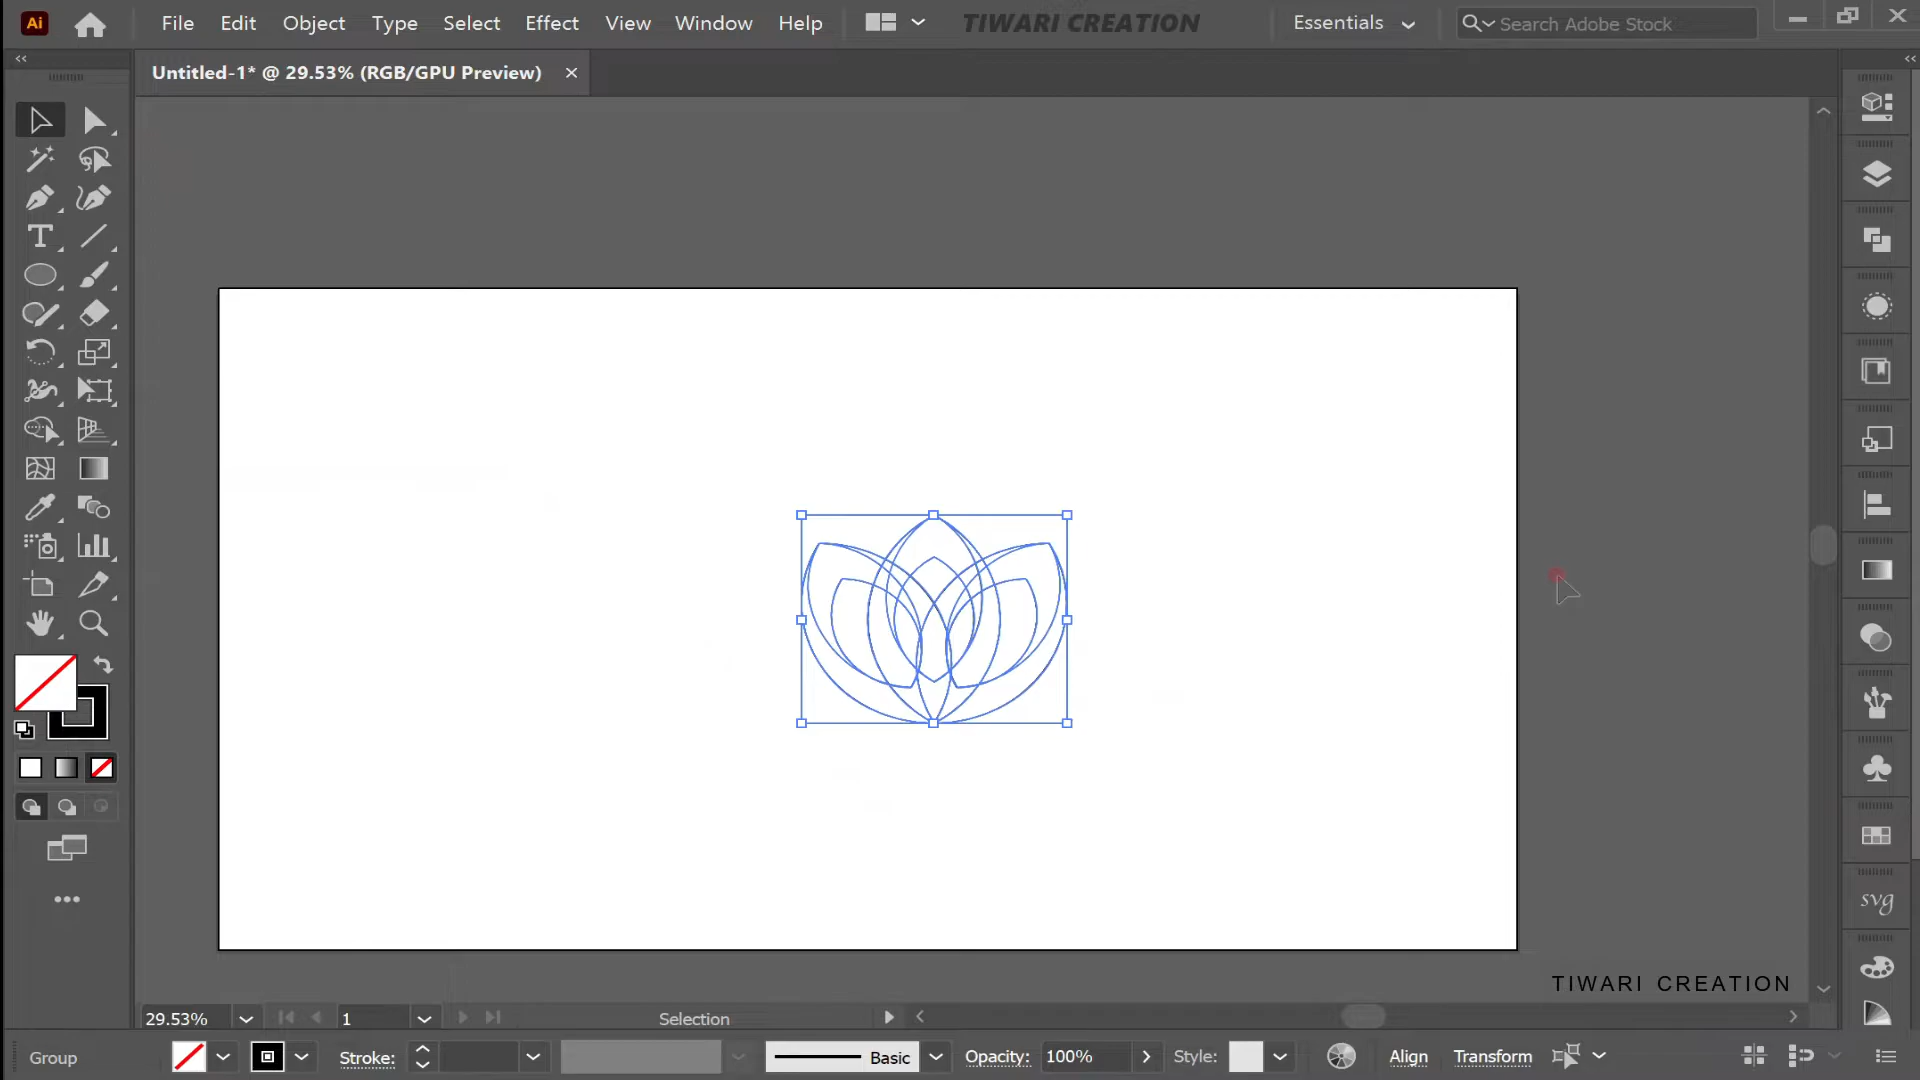 Ai File Edit Object Type Select Effect View Window Help TIWARI CREATION Essentials Search Adobe Stock
Untitled-1* @ 29.53% (RGB/GPU Preview)
svg
TIWARI CREATION
29.53% 1 Selection
Group Stroke: Basic Opacity: 100% Style: Align Transform